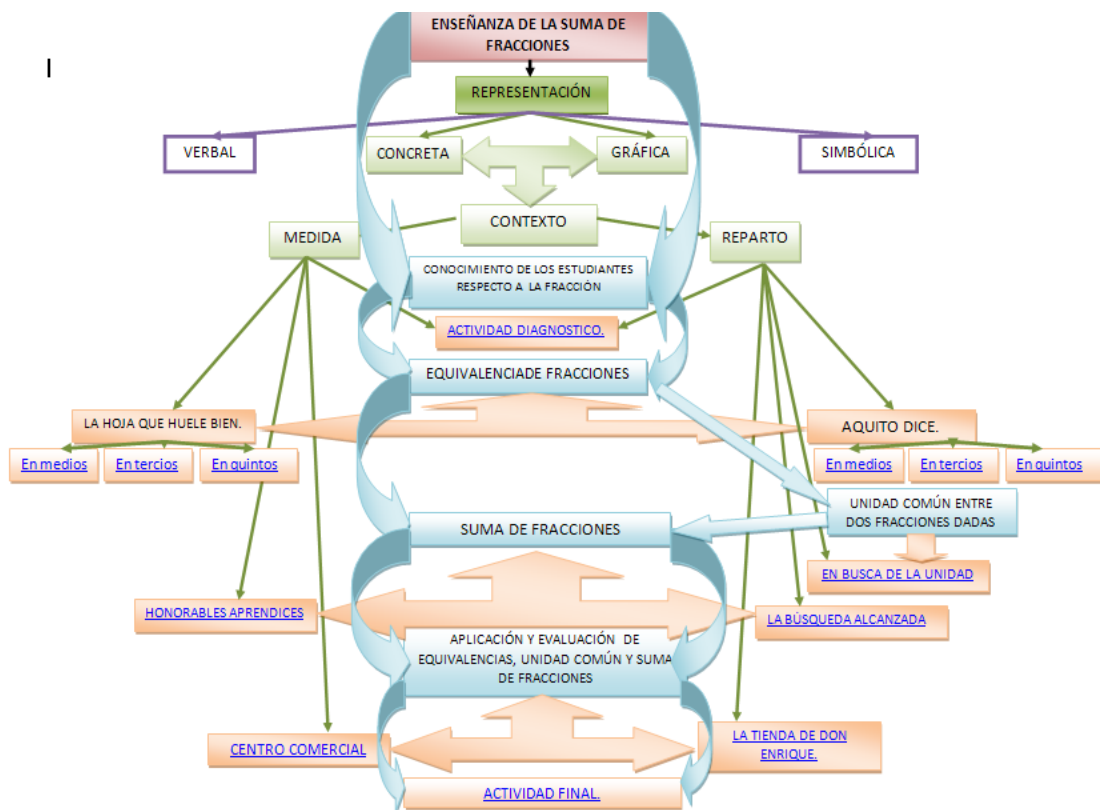 ENSEÑANZA DE LA SUMA DE
FRACCIONES
I
REPRESENTACIÓN
VERBAL
CONCRETA
GRÁFICA
SIMBÓLICA
CONTEXTO
MEDIDA
REPARTO
CONOCIMIENTO DE LOS ESTUDIANTES
RESPECTO A LA FRACCIÓN
ACTIVIDAD DIAGNOSTICO.
EQUIVALENCIADE FRACCIONES
LA HOJA QUE HUELE BIEN.
AQUITO DICE.
En medios
En tercios
En quintos
En medios
En tercios
En quintos
UNIDAD COMÚN ENTRE
DOS FRACCIONES DADAS
SUMA DE FRACCIONES
EN BUSCA DE LA UNIDAD
HONORABLES APRENDICES
LA BÚSQUEDA ALCANZADA
APLICACIÓN Y EVALUACIÓN DE
EQUIVALENCIAS, UNIDAD COMÚN Y SUMA
DE FRACCIONES
CENTRO COMERCIAL
LA TIENDA DE DON
ENRIQUE.
ACTIVIDAD FINAL.